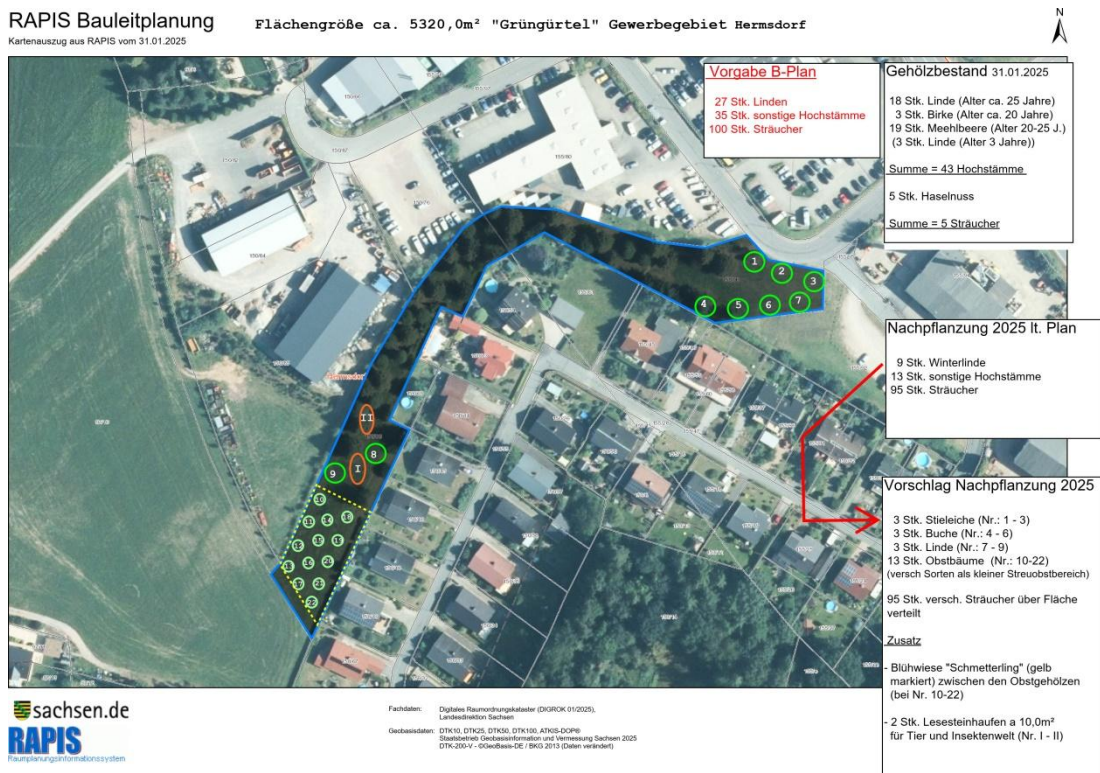 RAPIS Bauleitplanung
Kartenauszug aus RAPIS vom 31.01.2025
Flächengröße ca. 5320,0m² "Grüngürtel" Gewerbegebiet Hermsdorf
N
Vorgabe B-Plan
27 Stk. Linden
35 Stk. sonstige Hochstämme
100 Stk. Sträucher
Gehölzbestand 31.01.2025
18 Stk. Linde (Alter ca. 25 Jahre)
3 Stk. Birke (Alter ca. 20 Jahre)
19 Stk. Meehlbeere (Alter 20-25 J.)
(3 Stk. Linde (Alter 3 Jahre))
Summe = 43 Hochstämme
5 Stk. Haselnuss
Summe = 5 Sträucher
1
2
3
4
5
6
7
Nachpflanzung 2025 lt. Plan
9 Stk. Winterlinde
13 Stk. sonstige Hochstämme
95 Stk. Sträucher
Hermsdorf
II
8
9
I
Vorschlag Nachpflanzung 2025
3 Stk. Stieleiche (Nr.: 1 - 3)
3 Stk. Buche (Nr.: 4 - 6)
3 Stk. Linde (Nr.: 7 - 9)
13 Stk. Obstbäume (Nr.: 10-22)
(versch Sorten als kleiner Streuobstbereich)
95 Stk. versch. Sträucher über Fläche
verteilt
Zusatz
- Blühwiese "Schmetterling" (gelb
markiert) zwischen den Obstgehölzen
(bei Nr. 10-22)
- 2 Stk. Lesesteinhaufen a 10,0m²
für Tier und Insektenwelt (Nr. I - II)
sachsen.de
RAPIS
Raumplanungsinformationssystem
Fachdaten: Digitales Raumordnungskataster (DIGROK 01/2025),
Landesdirektion Sachsen
Geobasisdaten: DTK10, DTK25, DTK50, DTK100, ATKIS-DOP®
Staatsbetrieb Geobasisinformation und Vermessung Sachsen 2025
DTK-200-V - ©GeoBasis-DE / BKG 2013 (Daten verändert)